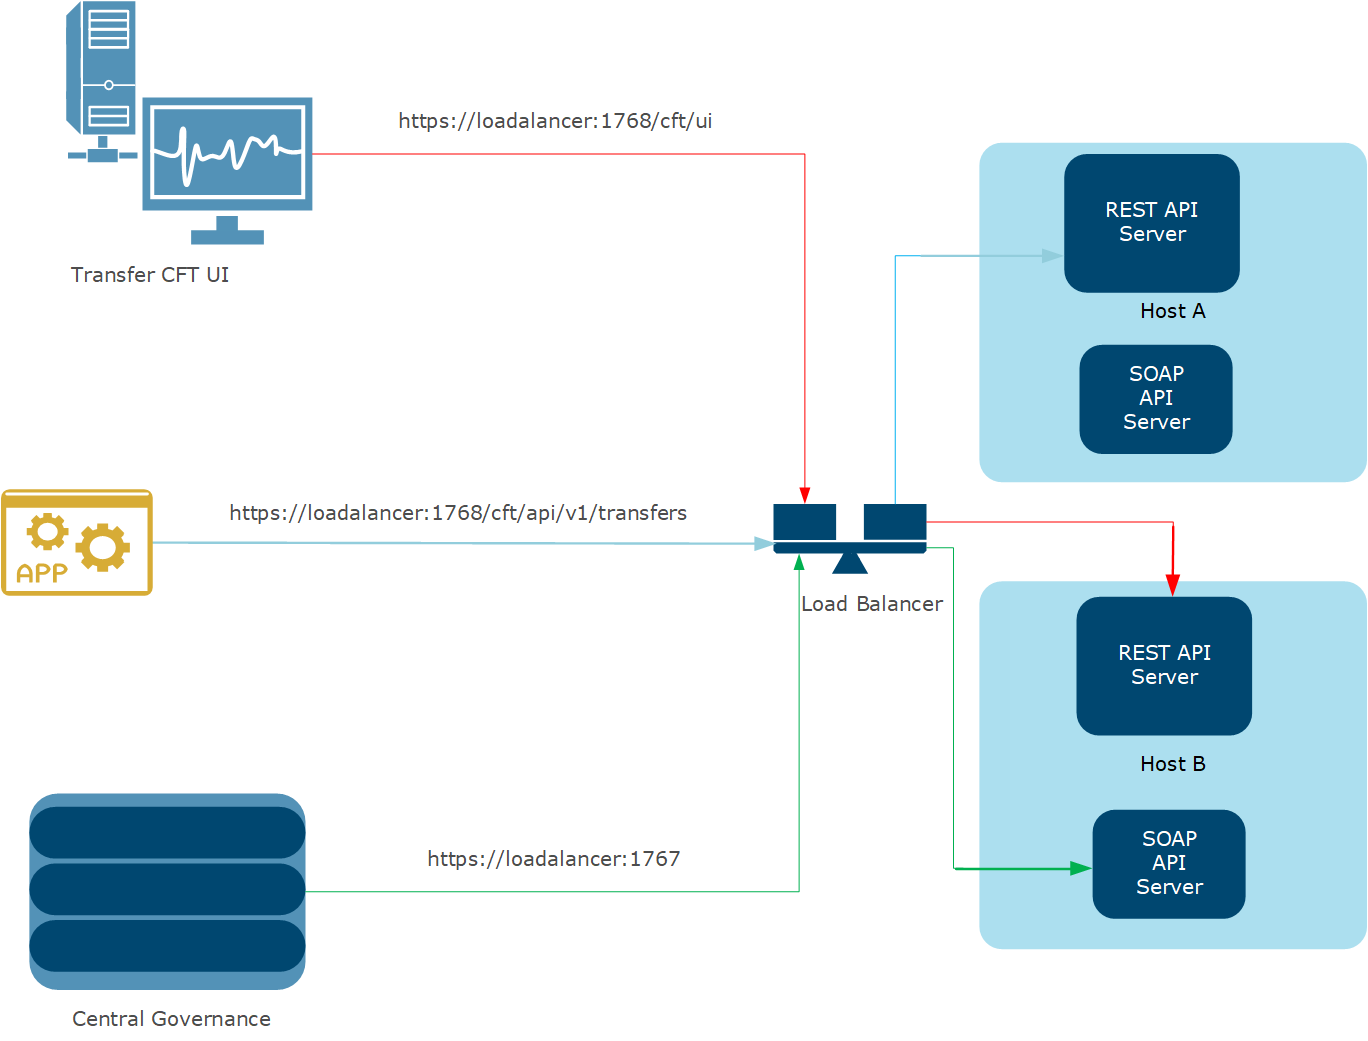 https://loadalancer:1768/cft/ui
Transfer CFT UI
REST API
Server
Host A
SOAP
API
Server
https://loadalancer:1768/cft/api/v1/transfers
APP
Load Balancer
REST API
Server
Host B
SOAP
API
Server
https://loadalancer:1767
Central Governance